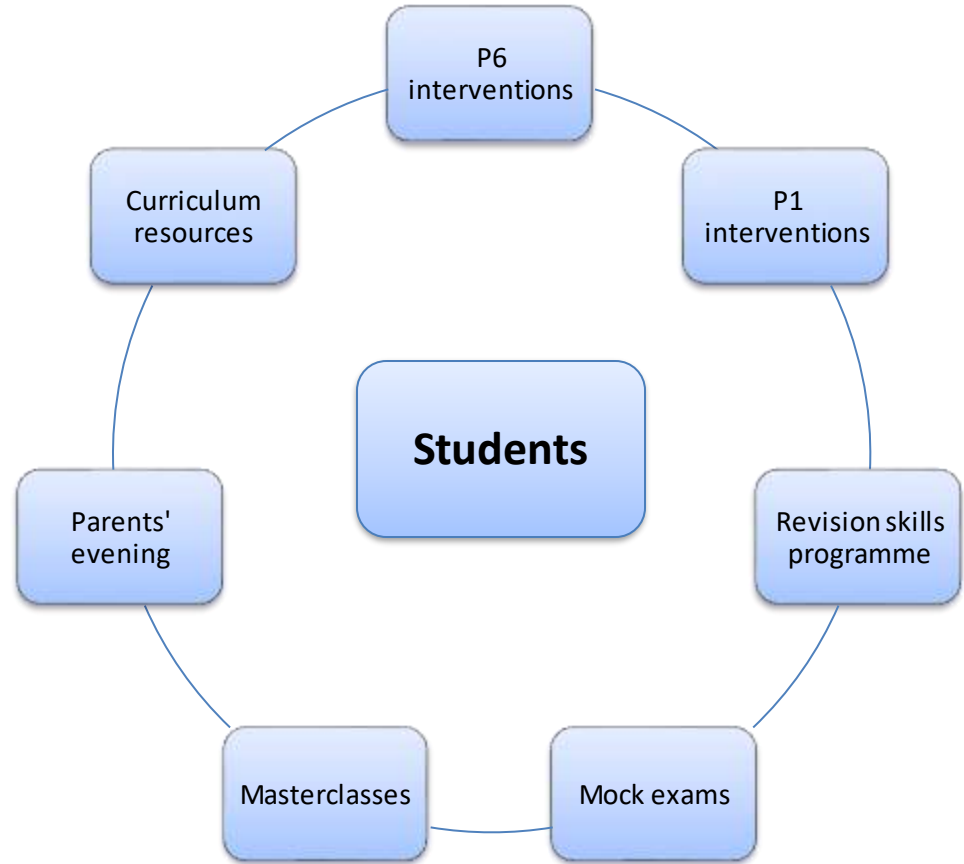 P6
interventions
P1
interventions
Revision skills
programme
Mock exams
Masterclasses
Parents'
evening
Curriculum
resources
Students